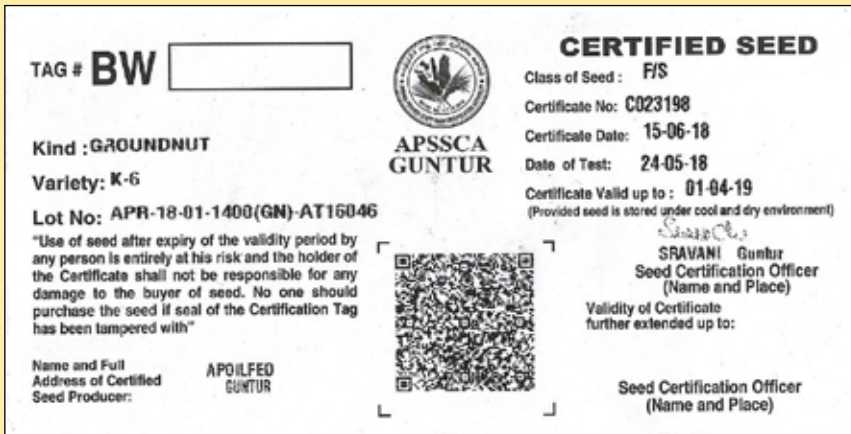 TAG # BW
Kind : GROUNDNUT
Variety: K-6
Lot No: APR-18-01-1400(GN)-AT16046
"Use of seed after expiry of the validity period by
any person is entirely at his risk and the holder of
the Certificate shall not be responsible for any
damage to the buyer of seed. No one should
purchase the seed if seal of the Certification Tag
has been tampered with"
Name and Full
Address of Certified
Seed Producer:
APOILFED
GUNTUR
APSSCA
GUNTUR
CERTIFIED SEED
Class of Seed : F/S
Certificate No: C023198
Certificate Date: 15-06-18
Date of Test: 24-05-18
Certificate Valid up to : 01-04-19
(Provided seed is stored under cool and dry environment)
SRAVANI Guntur
Seed Certification Officer
(Name and Place)
Validity of Certificate
further extended up to:
Seed Certification Officer
(Name and Place)